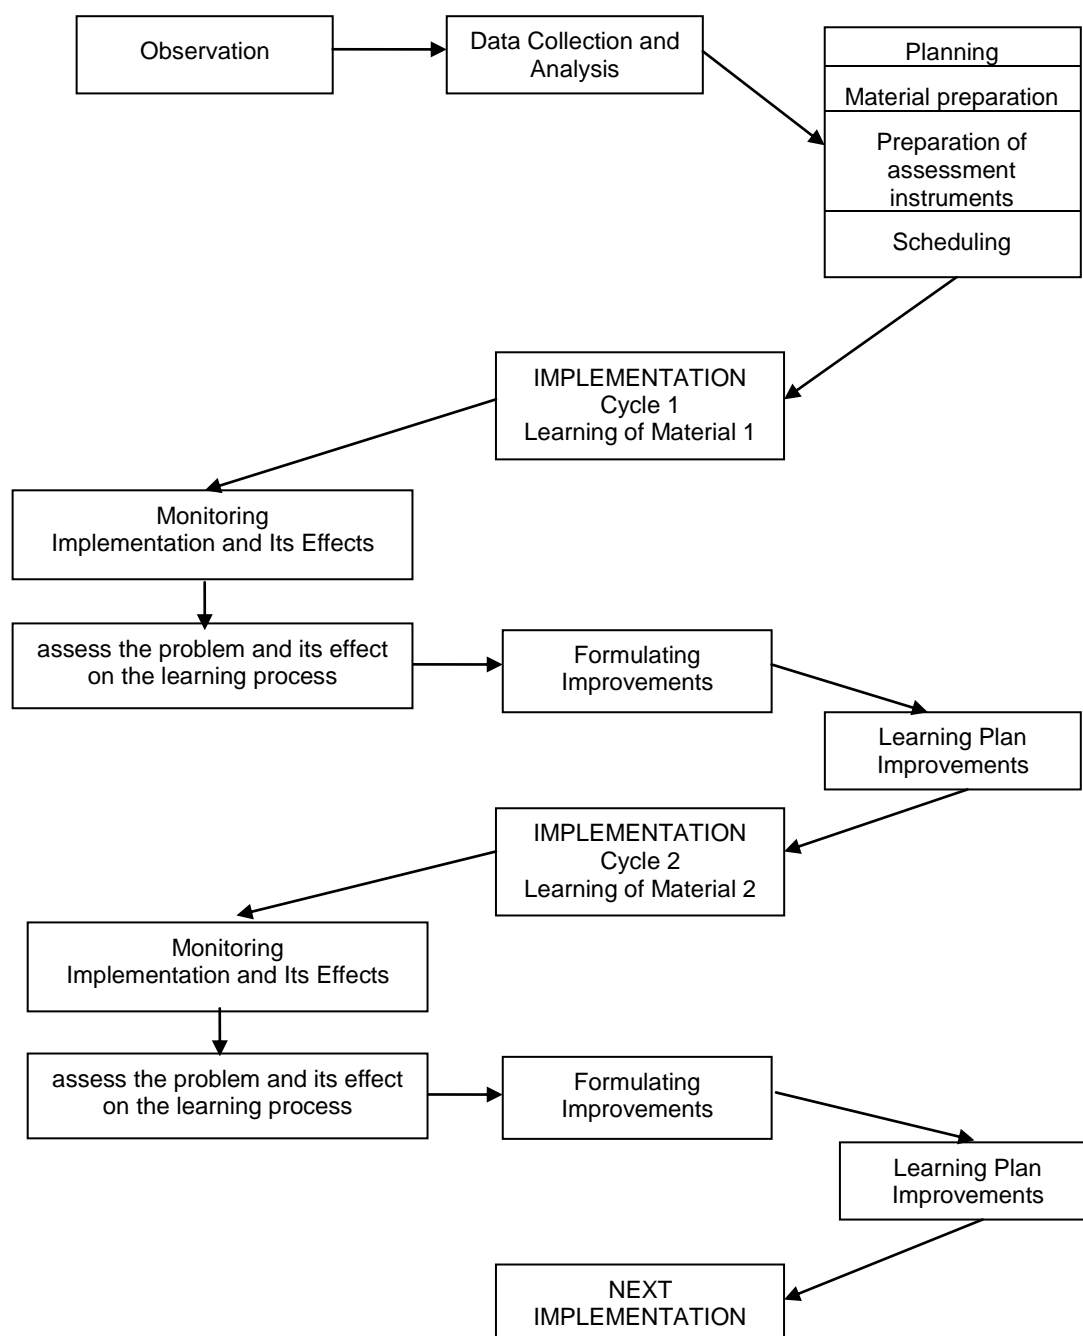 Observation
Data Collection and
Analysis
Planning
Material preparation
Preparation of
assessment
instruments
Scheduling
IMPLEMENTATION
Cycle 1
Learning of Material 1
Monitoring
Implementation and Its Effects
assess the problem and its effect
on the learning process
Formulating
Improvements
Learning Plan
Improvements
IMPLEMENTATION
Cycle 2
Learning of Material 2
Monitoring
Implementation and Its Effects
assess the problem and its effect
on the learning process
Formulating
Improvements
Learning Plan
Improvements
NEXT
IMPLEMENTATION